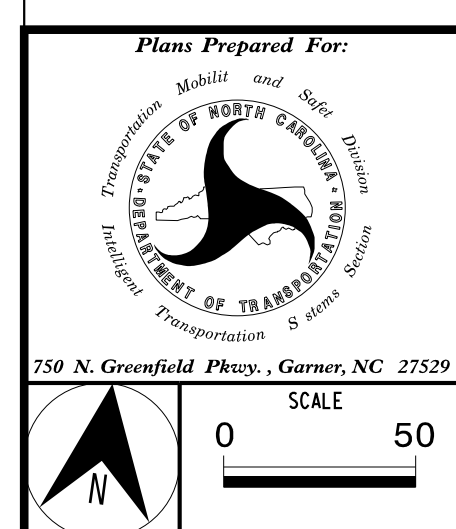 Plans Prepared For:
Transportation Mobilit and Safet Division
STATE OF NORTH CAROLINA
DEPARTMENT OF TRANSPORTATION
Intelligent Transportation S stems Section
750 N. Greenfield Pkwy. , Garner, NC 27529
SCALE
0 50
N